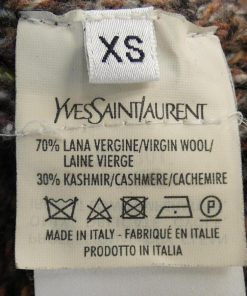 XS
YVESSAINTLAURENT
70% LANA VERGINE/VIRGIN WOOL/
LAINE VIERGE
30% KASHMIR/CASHMERE/CACHEMIRE
P
MADE IN ITALY - FABRIQUÉ EN ITALIE
PRODOTTO IN ITALIA